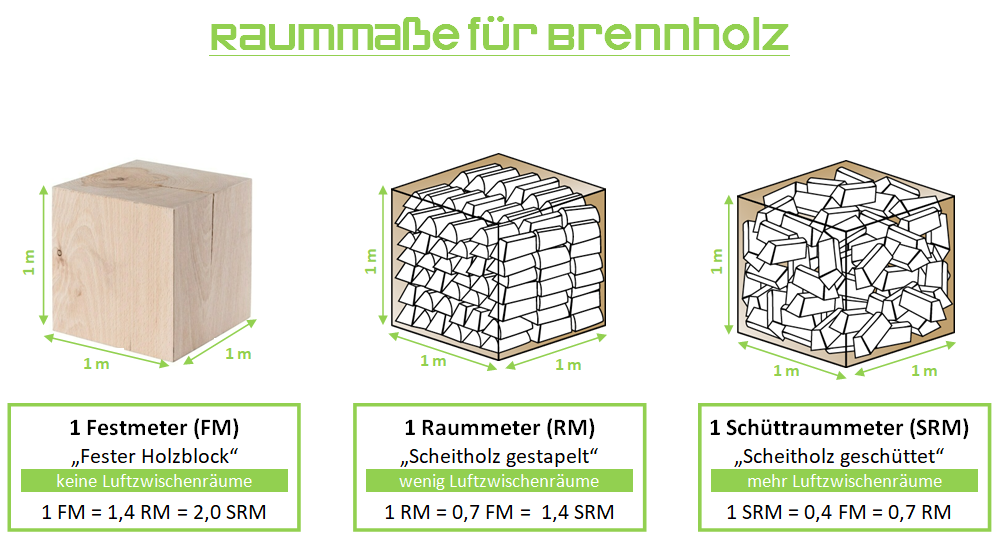 Raummaße für Brennholz
1 m
1 m
1 m
1 m
1 m
1 m
1 m
1 m
1 m
1 Festmeter (FM)
„Fester Holzblock“
keine Luftzwischenräume
1 FM = 1,4 RM = 2,0 SRM
1 Raummeter (RM)
„Scheitholz gestapelt“
wenig Luftzwischenräume
1 RM = 0,7 FM = 1,4 SRM
1 Schüttraummeter (SRM)
„Scheitholz geschüttet“
mehr Luftzwischenräume
1 SRM = 0,4 FM = 0,7 RM